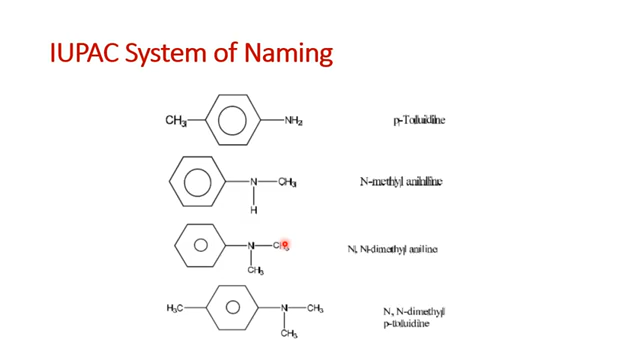 IUPAC System of Naming
CH₃ NH₂ p-Toluidine
N CH₃ N-methyl aniline
H
N CH₃ N, N-dimethyl aniline
CH₃
H₃C N CH₃ N, N-dimethyl
CH₃ p-toluidine